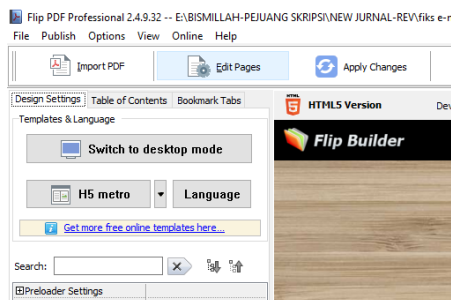 Flip PDF Professional 2.4.9.32 -- E:\BISMILLAH-PEJUANG SKRIPSI\NEW JURNAL-REV\fiks e-
File Publish Options View Online Help
Import PDF Edit Pages Apply Changes
Design Settings Table of Contents Bookmark Tabs
HTML HTML5 Version
Templates & Language
Flip Builder
Switch to desktop mode
H5 metro Language
Get more free online templates here...
Search:
Preloader Settings